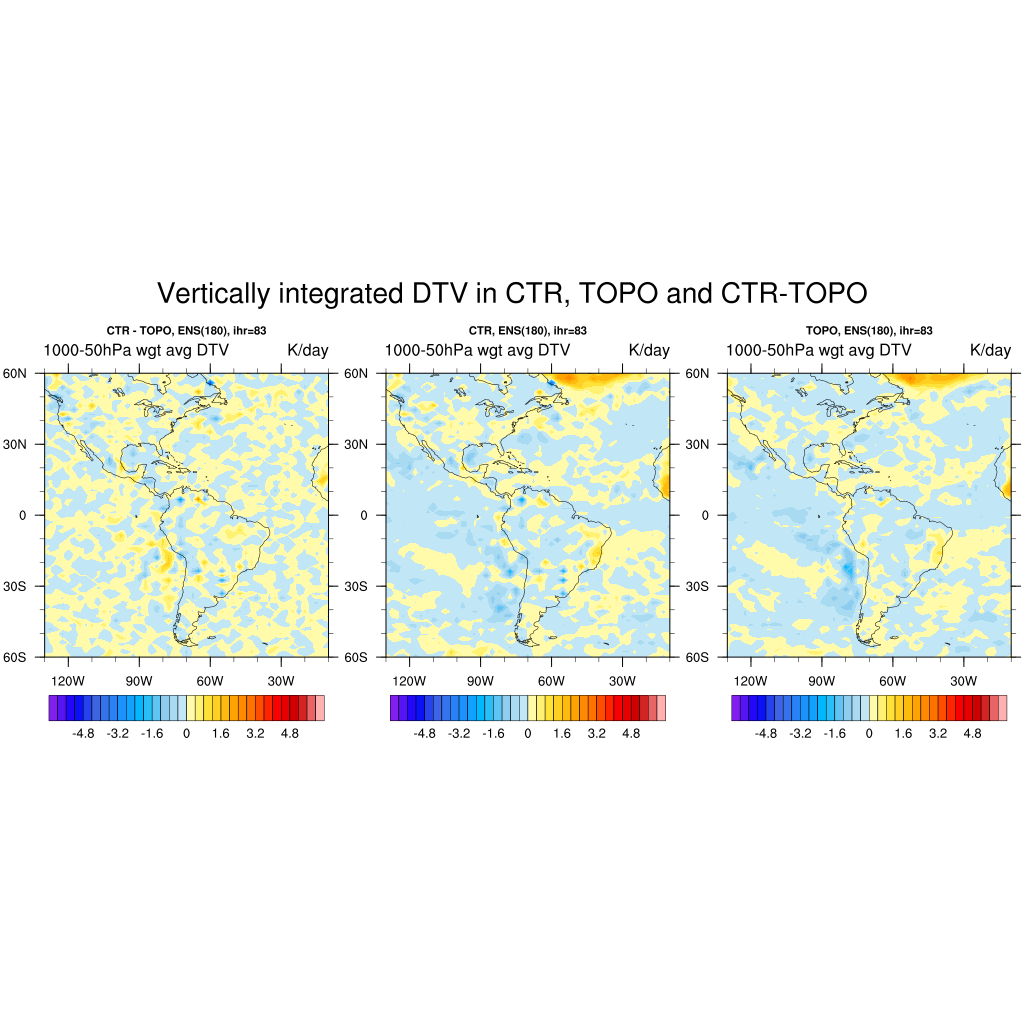 Vertically integrated DTV in CTR, TOPO and CTR-TOPO
CTR - TOPO, ENS(180), ihr=83
CTR, ENS(180), ihr=83
TOPO, ENS(180), ihr=83
1000-50hPa wgt avg DTV K/day
1000-50hPa wgt avg DTV K/day
1000-50hPa wgt avg DTV K/day
60N
30N
0
30S
60S
120W 90W 60W 30W
-4.8 -3.2 -1.6 0 1.6 3.2 4.8
60N
30N
0
30S
60S
120W 90W 60W 30W
-4.8 -3.2 -1.6 0 1.6 3.2 4.8
60N
30N
0
30S
60S
120W 90W 60W 30W
-4.8 -3.2 -1.6 0 1.6 3.2 4.8